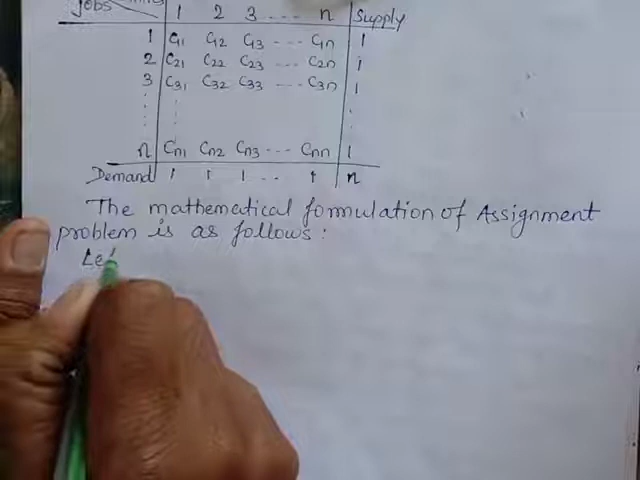 Jobs
1 2 3 .... n Supply
1 C11 C12 C13 --- C1n 1
2 C21 C22 C23 --- C2n 1
3 C31 C32 C33 --- C3n 1
n Cn1 Cn2 Cn3 --- Cnn 1
Demand 1 1 1 .. 1 n
The mathematical formulation of Assignment
problem is as follows:
Let